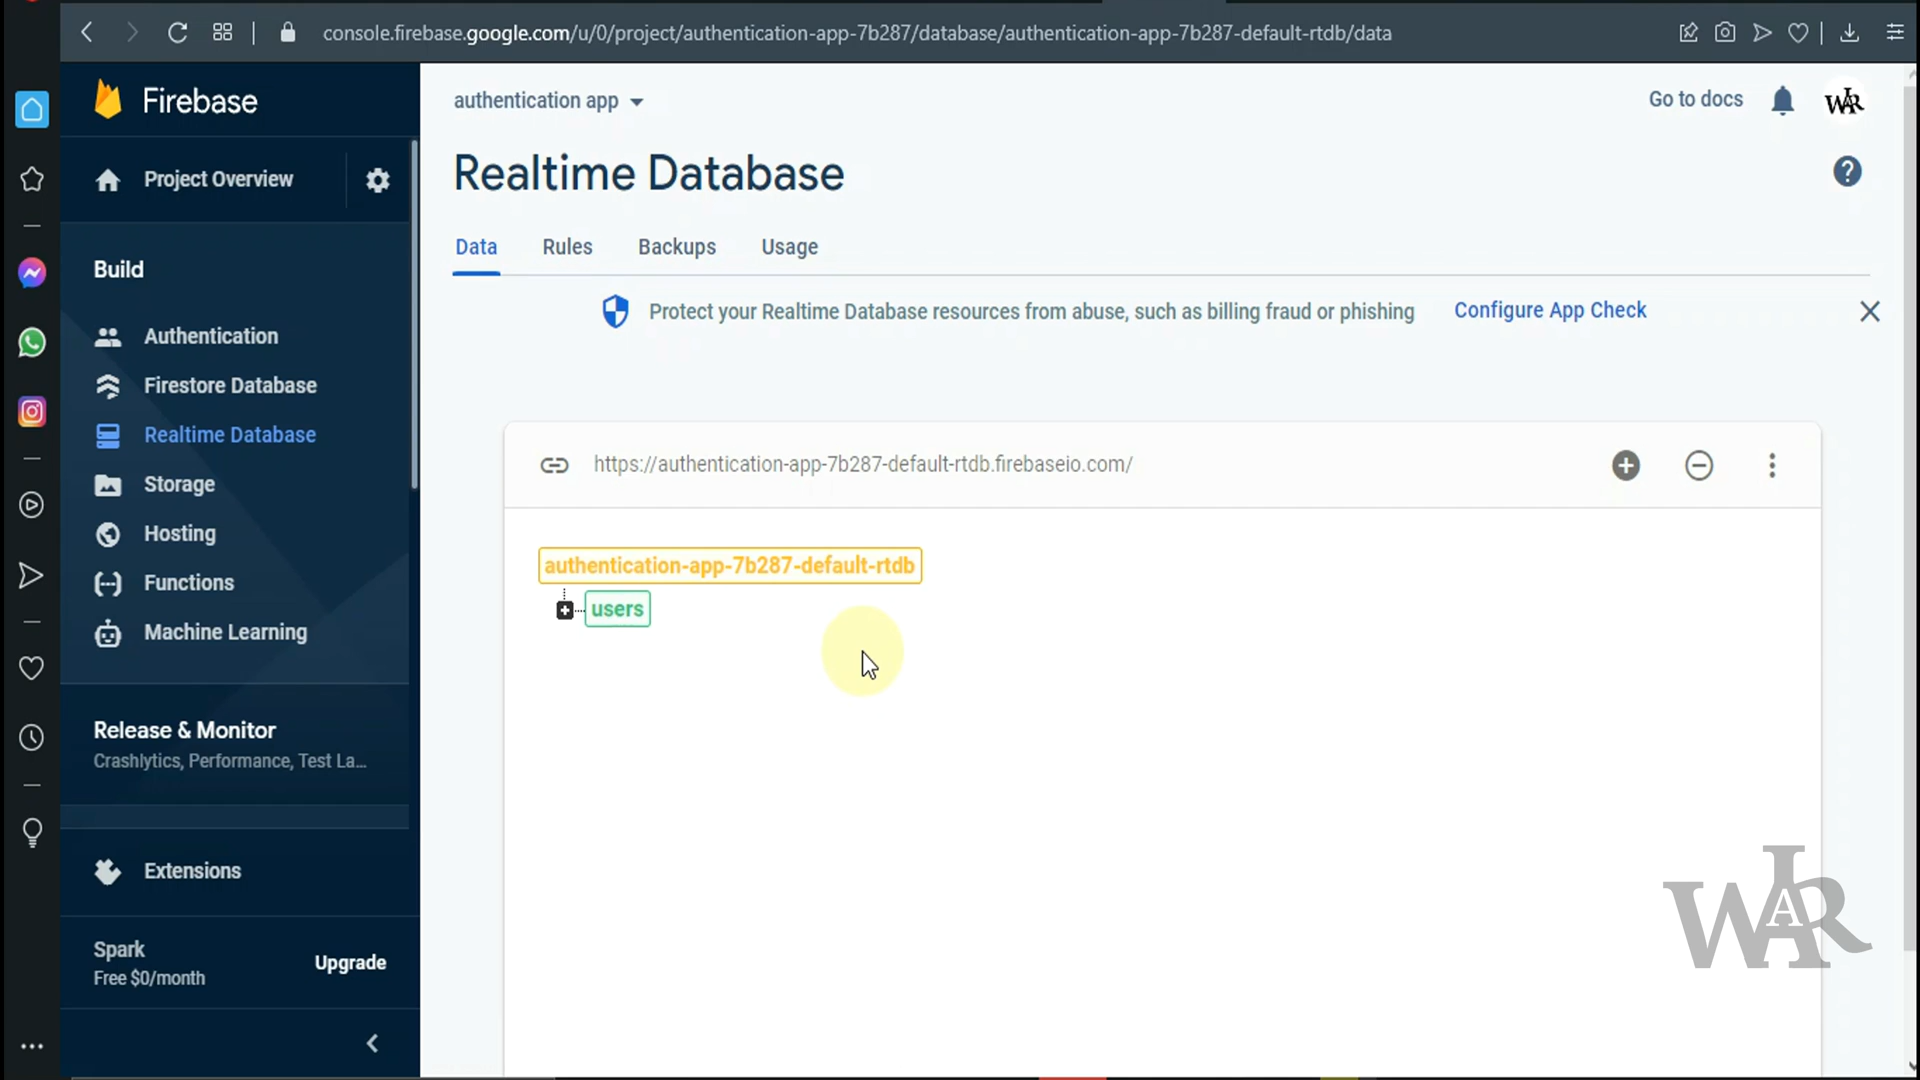 console.firebase.google.com/u/0/project/authentication-app-7b287/database/authentication-app-7b287-default-rtdb/data
Firebase
authentication app
Go to docs
WAR
Project Overview
Realtime Database
Data Rules Backups Usage
Build
Protect your Realtime Database resources from abuse, such as billing fraud or phishing Configure App Check
Authentication
Firestore Database
Realtime Database
Storage
Hosting
Functions
Machine Learning
https://authentication-app-7b287-default-rtdb.firebaseio.com/
authentication-app-7b287-default-rtdb
users
Release & Monitor
Crashlytics, Performance, Test La...
Extensions
Spark
Free $0/month
Upgrade
WAR